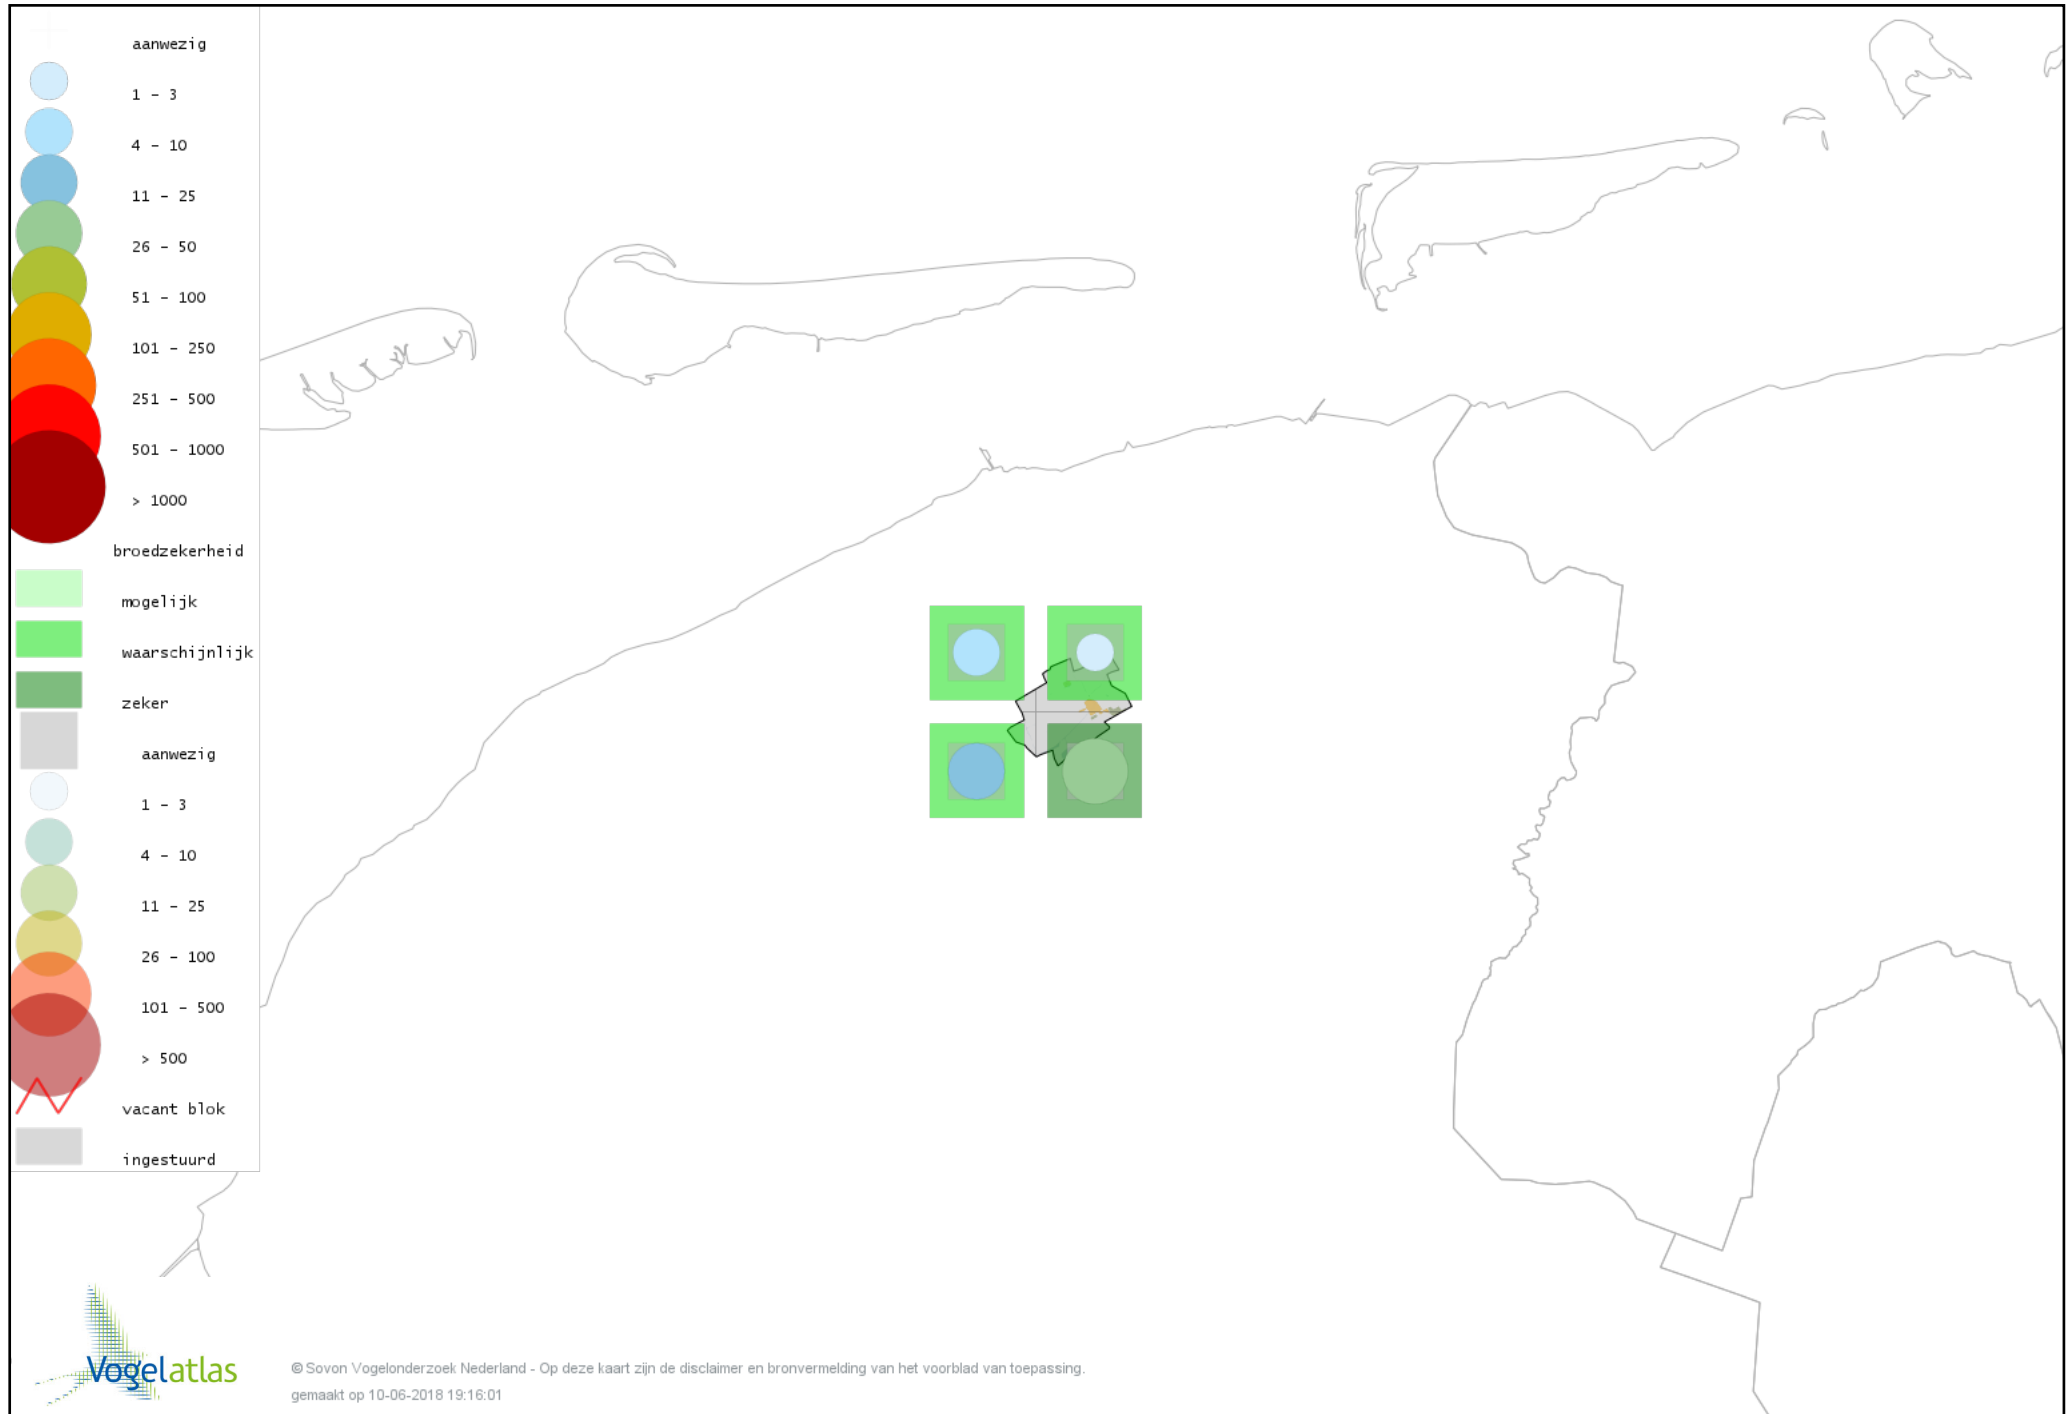 aanwezig
1 - 3
4 - 10
11 - 25
26 - 50
51 - 100
101 - 250
251 - 500
501 - 1000
> 1000
broedzekerheid
mogelijk
waarschijnlijk
zeker
aanwezig
1 - 3
4 - 10
11 - 25
26 - 100
101 - 500
> 500
vacant blok
ingestuurd
Vogelatlas
© Sovon Vogelonderzoek Nederland - Op deze kaart zijn de disclaimer en bronvermelding van het voorblad van toepassing.
gemaakt op 10-06-2018 19:16:01